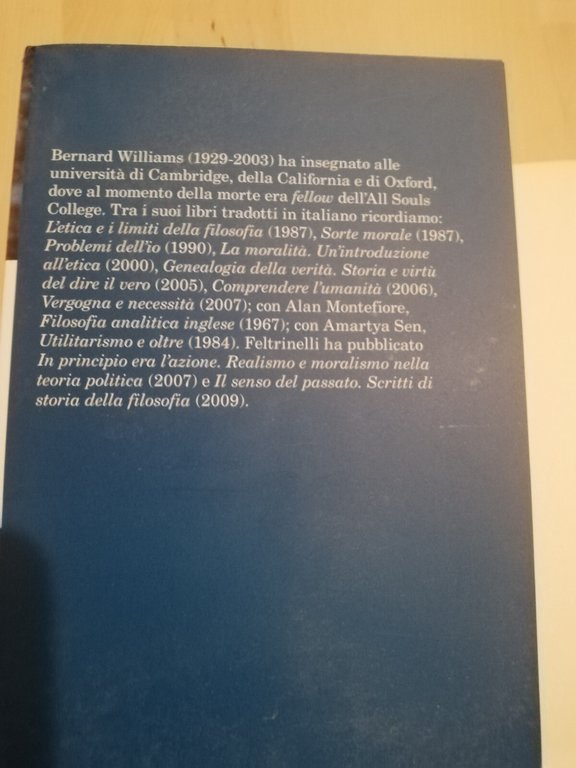 Bernard Williams (1929-2003) ha insegnato alle
università di Cambridge, della California e di Oxford,
dove al momento della morte era fellow dell'All Souls
College. Tra i suoi libri tradotti in italiano ricordiamo:
L'etica e i limiti della filosofia (1987), Sorte morale (1987),
Problemi dell'io (1990), La moralità. Un'introduzione
all'etica (2000), Genealogia della verità. Storia e virtù
del dire il vero (2005), Comprendere l'umanità (2006),
Vergogna e necessità (2007); con Alan Montefiore,
Filosofia analitica inglese (1967); con Amartya Sen,
Utilitarismo e oltre (1984). Feltrinelli ha pubblicato
In principio era l'azione. Realismo e moralismo nella
teoria politica (2007) e Il senso del passato. Scritti di
storia della filosofia (2009).